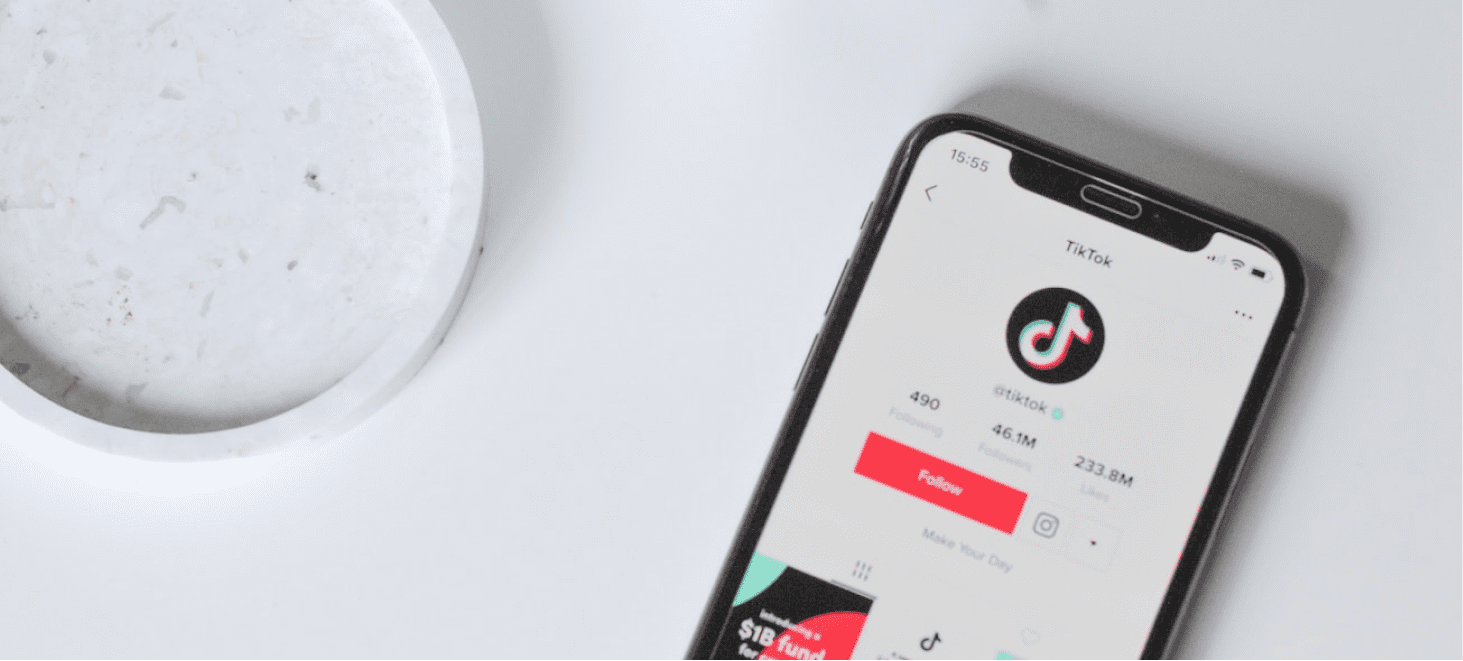 15:55
TikTok
@tiktok
490
Following
46.1M
Followers
233.8M
Likes
Follow
Make Your Day
Introducing a
$1B fund
for